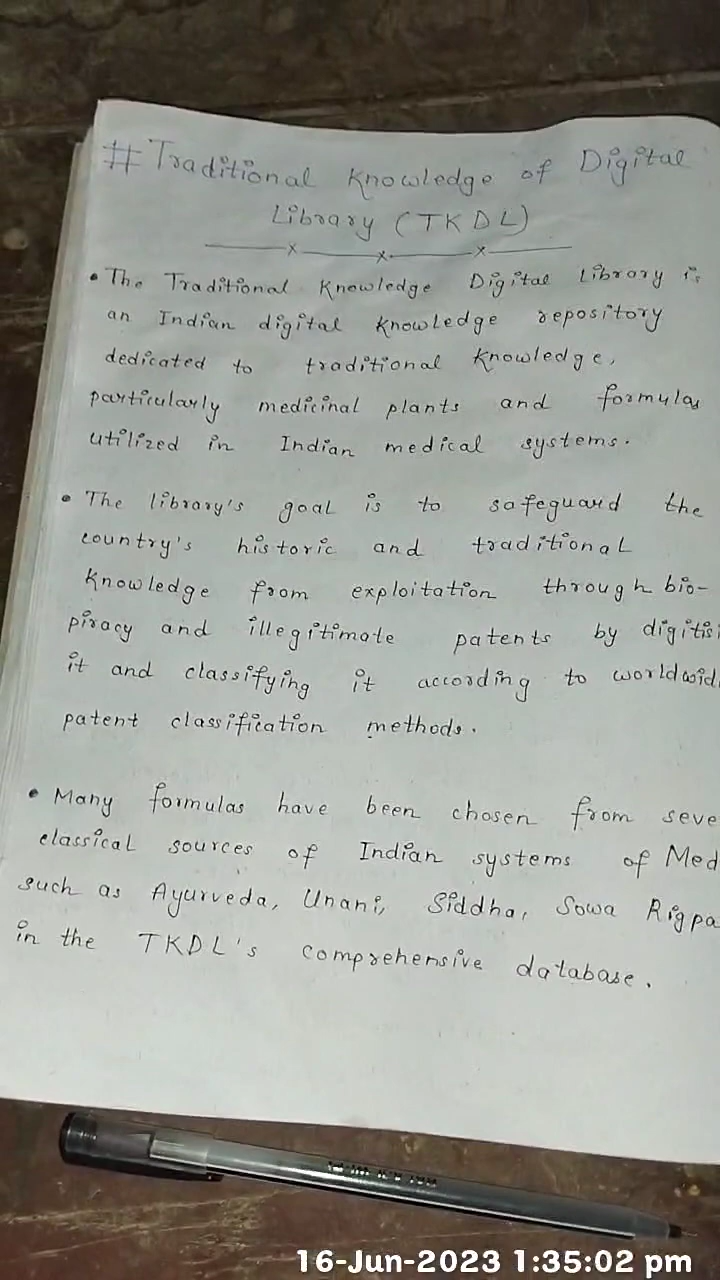 # Traditional Knowledge of Digital
Library (TKDL)
• The Traditional Knowledge Digital Library is
an Indian digital knowledge repository
dedicated to traditional knowledge,
particularly medicinal plants and formulas
utilized in Indian medical systems.
• The library's goal is to safeguard the
country's historic and traditional
knowledge from exploitation through bio-
piracy and illegitimate patents by digitisi
it and classifying it according to worldwid
patent classification methods.
• Many formulas have been chosen from seve
classical sources of Indian systems of Med
such as Ayurveda, Unani, Siddha, Sowa Rigpa
in the TKDL's comprehensive database.
16-Jun-2023 1:35:02 pm